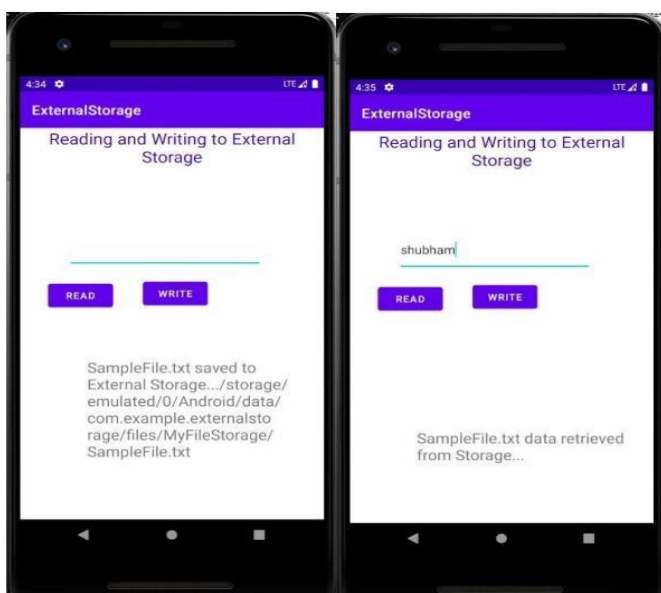 4:34
LTE
ExternalStorage
Reading and Writing to External
Storage
READ
WRITE
SampleFile.txt saved to
External Storage.../storage/
emulated/0/Android/data/
com.example.externalsto
rage/files/MyFileStorage/
SampleFile.txt
4:35
LTE
ExternalStorage
Reading and Writing to External
Storage
shubham
READ
WRITE
SampleFile.txt data retrieved
from Storage...